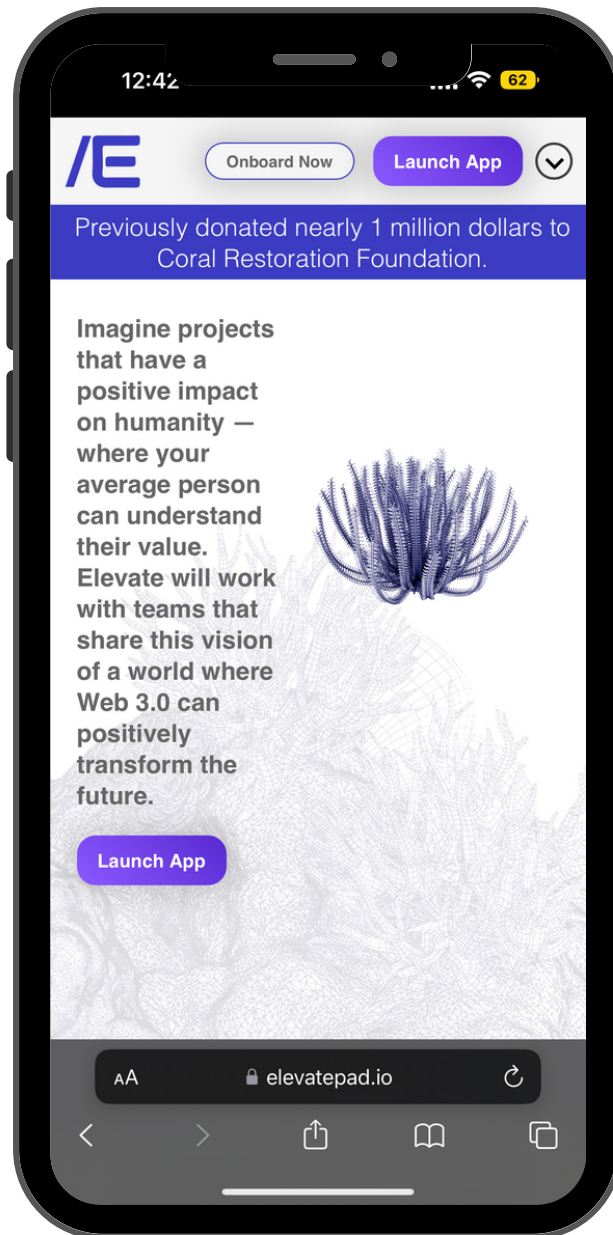 12:42
62
/E
Onboard Now
Launch App
Previously donated nearly 1 million dollars to
Coral Restoration Foundation.
Imagine projects
that have a
positive impact
on humanity —
where your
average person
can understand
their value.
Elevate will work
with teams that
share this vision
of a world where
Web 3.0 can
positively
transform the
future.
Launch App
AA
elevatepad.io